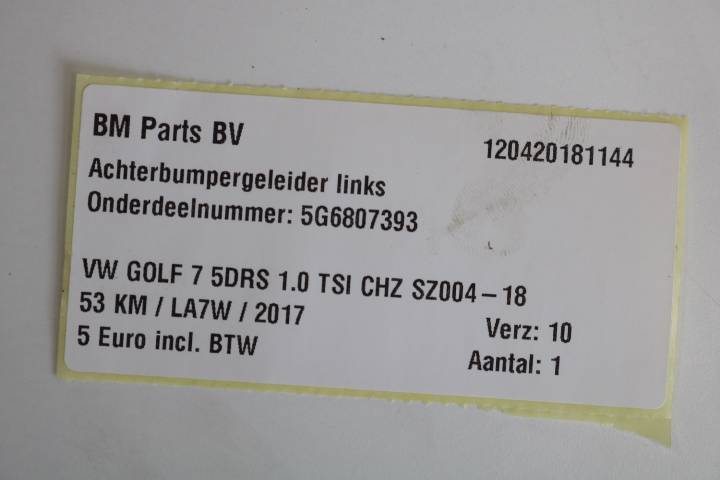 BM Parts BV 120420181144
Achterbumpergeleider links
Onderdeelnummer: 5G6807393
VW GOLF 7 5DRS 1.0 TSI CHZ SZ004-18
53 KM / LA7W / 2017 Verz: 10
5 Euro incl. BTW Aantal: 1